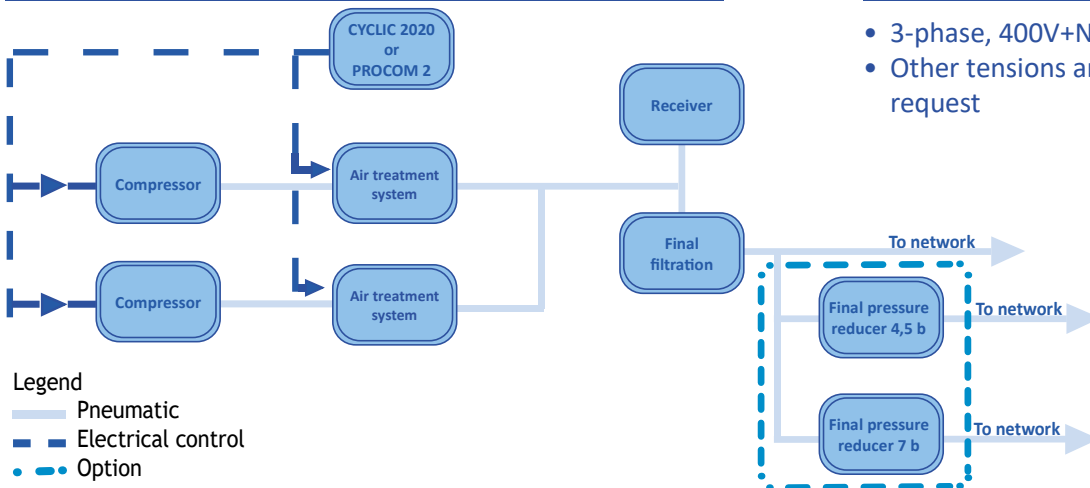 CYCLIC 2020
or
PROCOM 2
• 3-phase, 400V+N
• Other tensions a
request
Receiver
Compressor
Air treatment
system
Final
filtration
To network
Compressor
Air treatment
system
Final pressure
reducer 4,5 b
To network
Final pressure
reducer 7 b
To network
Legend
Pneumatic
Electrical control
Option